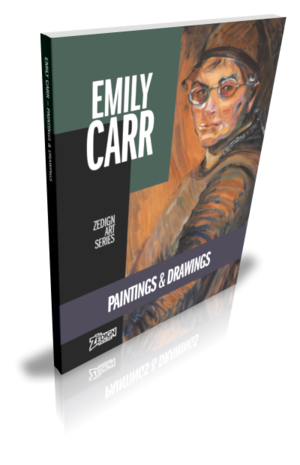 EMILY
CARR
ZEDIGN
ART
SERIES
PAINTINGS & DRAWINGS
ZEDIGN
EMILY CARR – PAINTINGS & DRAWINGS